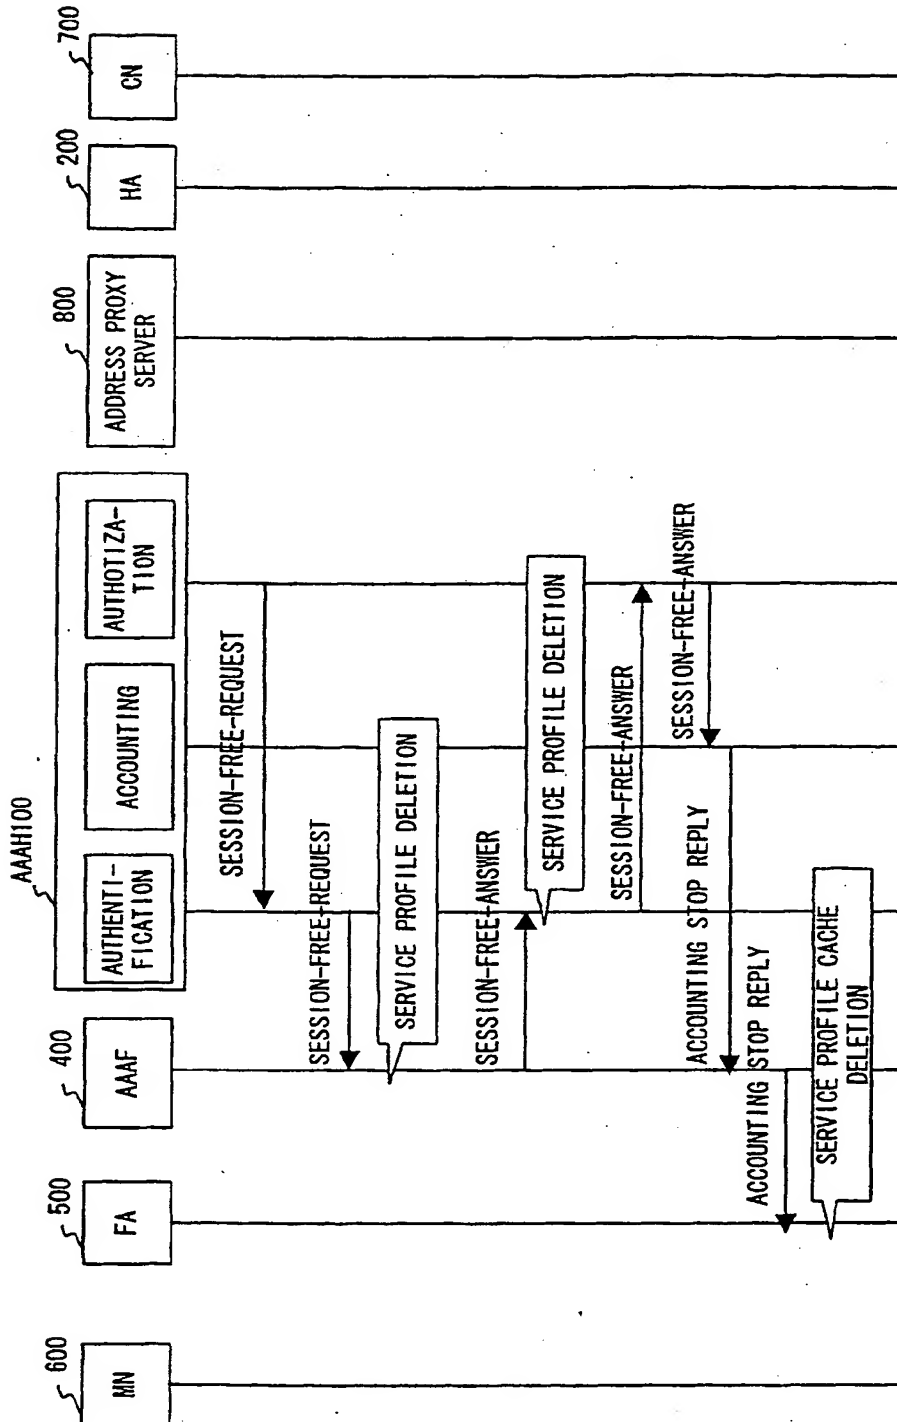 600
MN
500
FA
400
AAAF
AAAH100
AUTHENTI-
FICATION
ACCOUNTING
AUTHOTIZA-
TION
800
ADDRESS PROXY
SERVER
200
HA
700
CN
SESSION-FREE-REQUEST
SESSION-FREE-REQUEST
SERVICE PROFILE DELETION
SESSION-FREE-ANSWER
SERVICE PROFILE DELETION
SESSION-FREE-ANSWER
SESSION-FREE-ANSWER
ACCOUNTING STOP REPLY
ACCOUNTING STOP REPLY
SERVICE PROFILE CACHE
DELETION